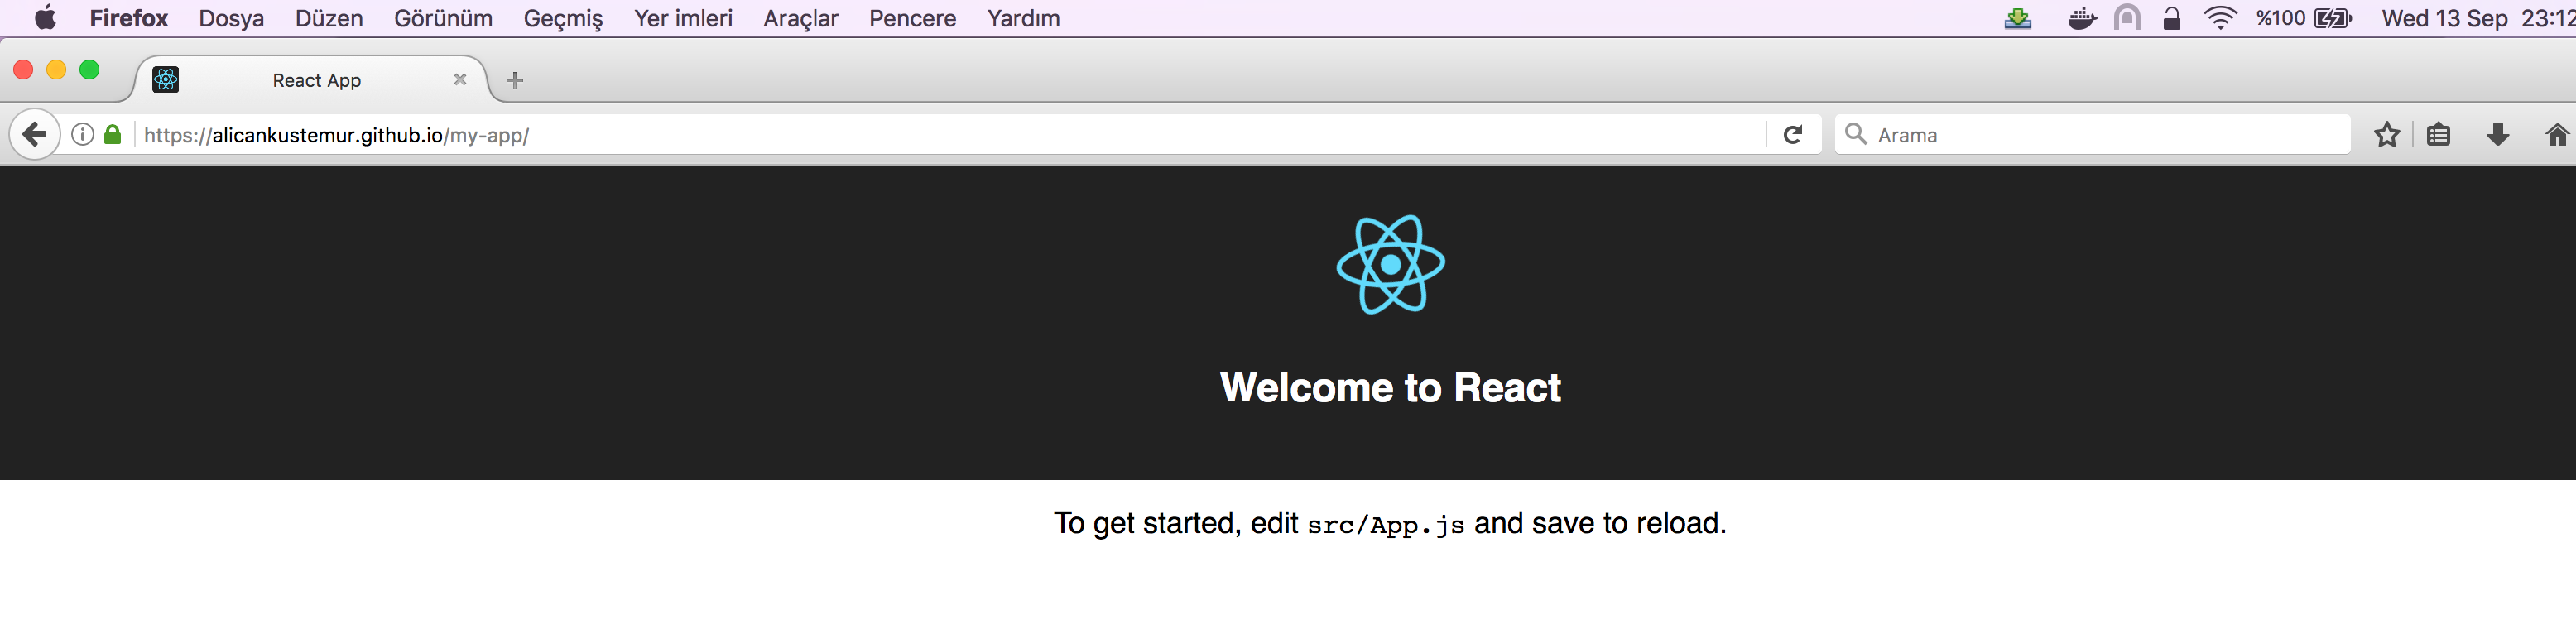 Firefox Dosya Düzen Görünüm Geçmiş Yer imleri Araçlar Pencere Yardım %100 Wed 13 Sep 23:12
React App
https://alicankustemur.github.io/my-app/ Arama
Welcome to React
To get started, edit src/App.js and save to reload.